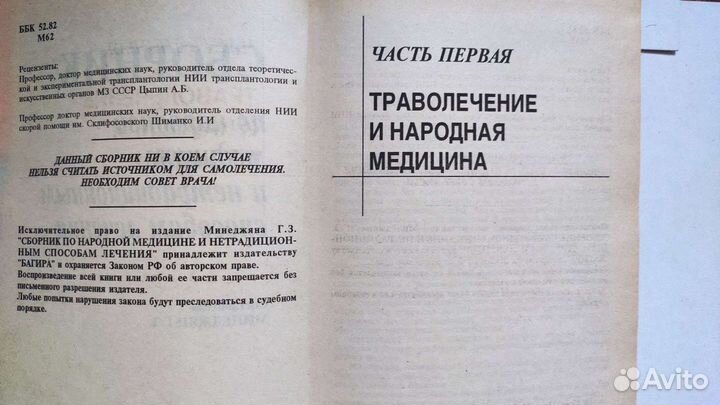 ББК 52.82
М62
Рецензенты:
Профессор, доктор медицинских наук, руководитель отдела теоретичес-
кой и экспериментальной трансплантологии НИИ трансплантологии и
искусственных органов МЗ СССР Цыпин А.Б.
Профессор доктор медицинских наук, руководитель отделения НИИ
скорой помощи им. Склифосовского Шиманко И.И
ДАННЫЙ СБОРНИК НИ В КОЕМ СЛУЧАЕ
НЕЛЬЗЯ СЧИТАТЬ ИСТОЧНИКОМ ДЛЯ САМОЛЕЧЕНИЯ.
НЕОБХОДИМ СОВЕТ ВРАЧА!
Исключительное право на издание Минеджяна Г.З.
"СБОРНИК ПО НАРОДНОЙ МЕДИЦИНЕ И НЕТРАДИЦИОН-
НЫМ СПОСОБАМ ЛЕЧЕНИЯ" принадлежит издательству
"БАГИРА" и охраняется Законом РФ об авторском праве.
Воспроизведение всей книги или любой ее части запрещается без
письменного разрешения издателя.
Любые попытки нарушения закона будут преследоваться в судебном
порядке.
ЧАСТЬ ПЕРВАЯ
ТРАВОЛЕЧЕНИЕ
И НАРОДНАЯ
МЕДИЦИНА
Avito